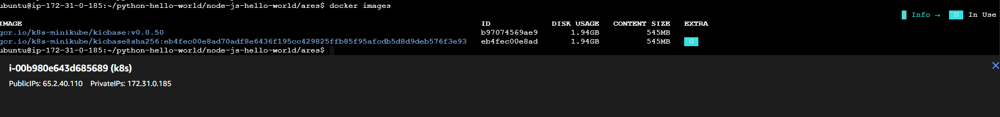 ubuntu@ip-172-31-0-185:~/python-hello-world/node-js-hello-world/ares$ docker images
Info → U In Use
IMAGE ID DISK USAGE CONTENT SIZE EXTRA
gcr.io/k8s-minikube/kicbase:v0.0.50 b97074569ae9 1.94GB 545MB
gcr.io/k8s-minikube/kicbase@sha256:eb4fec00e8ad70adf8e6436f195cc429825ffb85f95afcdb5d8d9deb576f3e93 eb4fec00e8ad 1.94GB 545MB U
ubuntu@ip-172-31-0-185:~/python-hello-world/node-js-hello-world/ares$
i-00b980e643d685689 (k8s)
PublicIPs: 65.2.40.110 PrivateIPs: 172.31.0.185